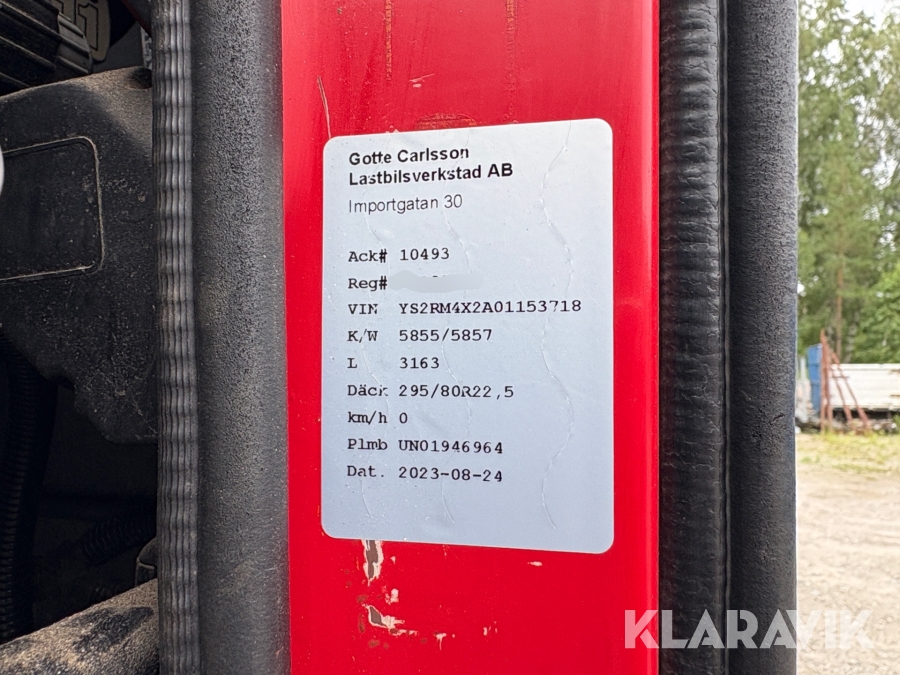 Gotte Carlsson
Lastbilsverkstad AB
Importgatan 30
Ack# 10493
Reg#
VIN YS2RM4X2A01153718
K/W 5855/5857
L 3163
Däck 295/80R22,5
km/h 0
Plmb UN01946964
Dat. 2023-08-24
KLARAVIK